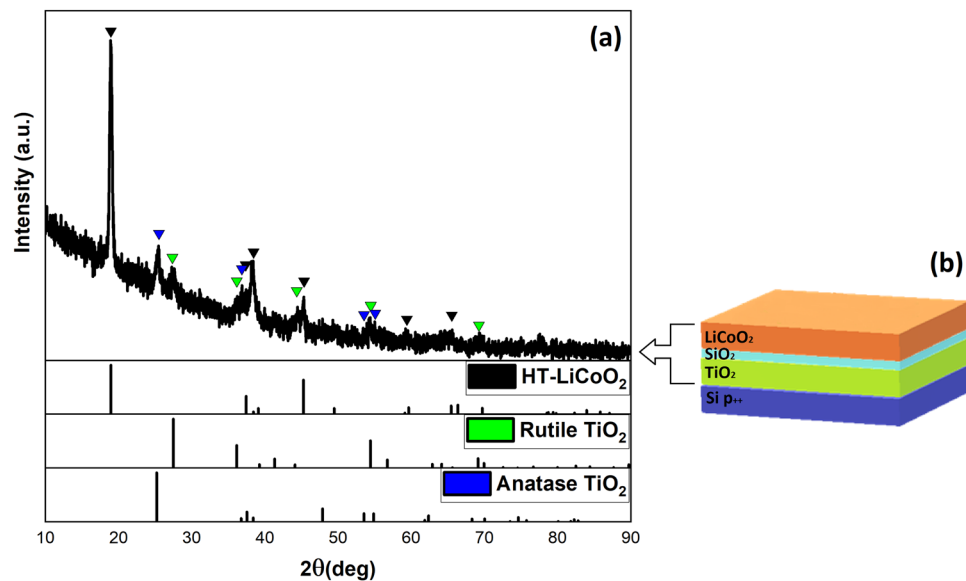 (a)
Intensity (a.u.)
HT-LiCoO₂
Rutile TiO₂
Anatase TiO₂
10 20 30 40 50 60 70 80 90
2θ(deg)
(b)
LiCoO₂
SiO₂
TiO₂
Si p₊₊